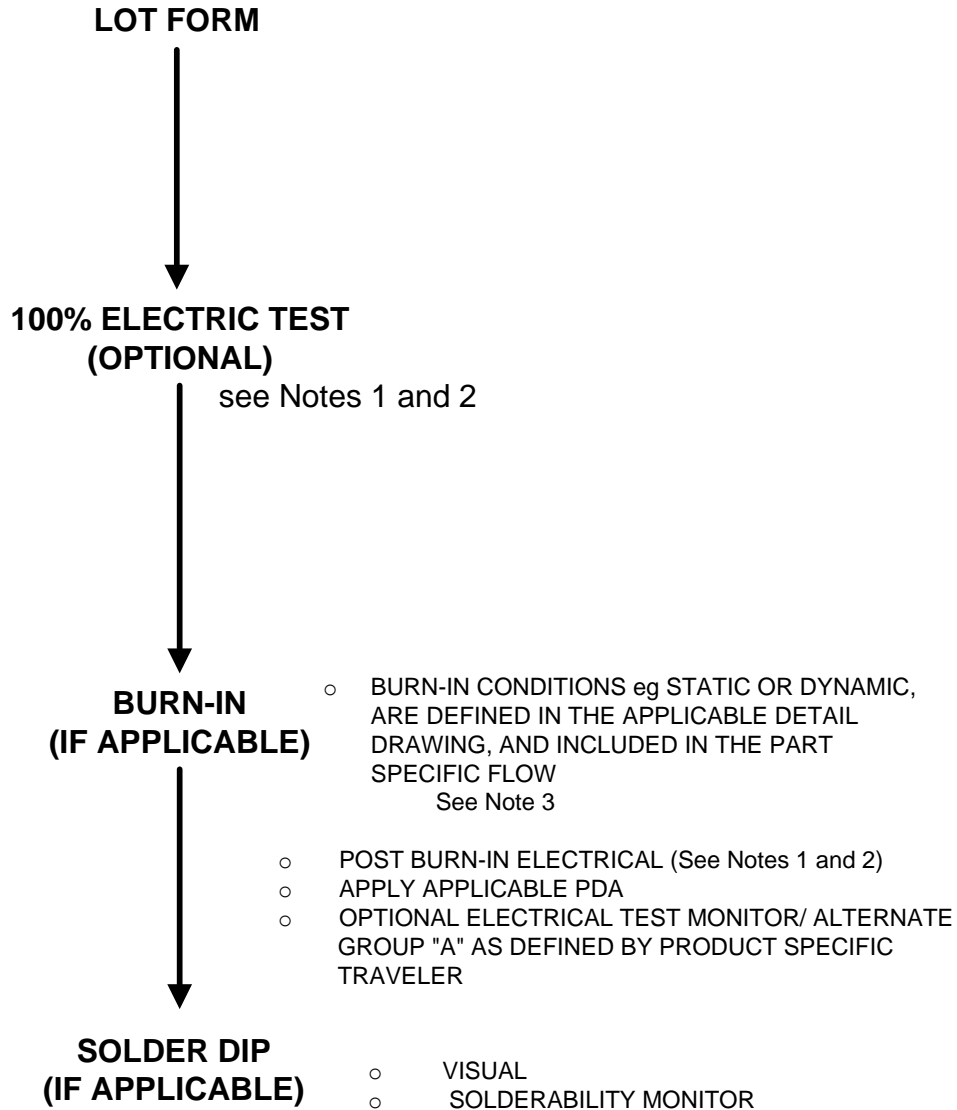 LOT FORM
100% ELECTRIC TEST
(OPTIONAL)
see Notes 1 and 2
BURN-IN
(IF APPLICABLE)
○ BURN-IN CONDITIONS eg STATIC OR DYNAMIC,
ARE DEFINED IN THE APPLICABLE DETAIL
DRAWING, AND INCLUDED IN THE PART
SPECIFIC FLOW
See Note 3
○ POST BURN-IN ELECTRICAL (See Notes 1 and 2)
○ APPLY APPLICABLE PDA
○ OPTIONAL ELECTRICAL TEST MONITOR/ ALTERNATE
GROUP "A" AS DEFINED BY PRODUCT SPECIFIC
TRAVELER
SOLDER DIP
(IF APPLICABLE)
○ VISUAL
○ SOLDERABILITY MONITOR